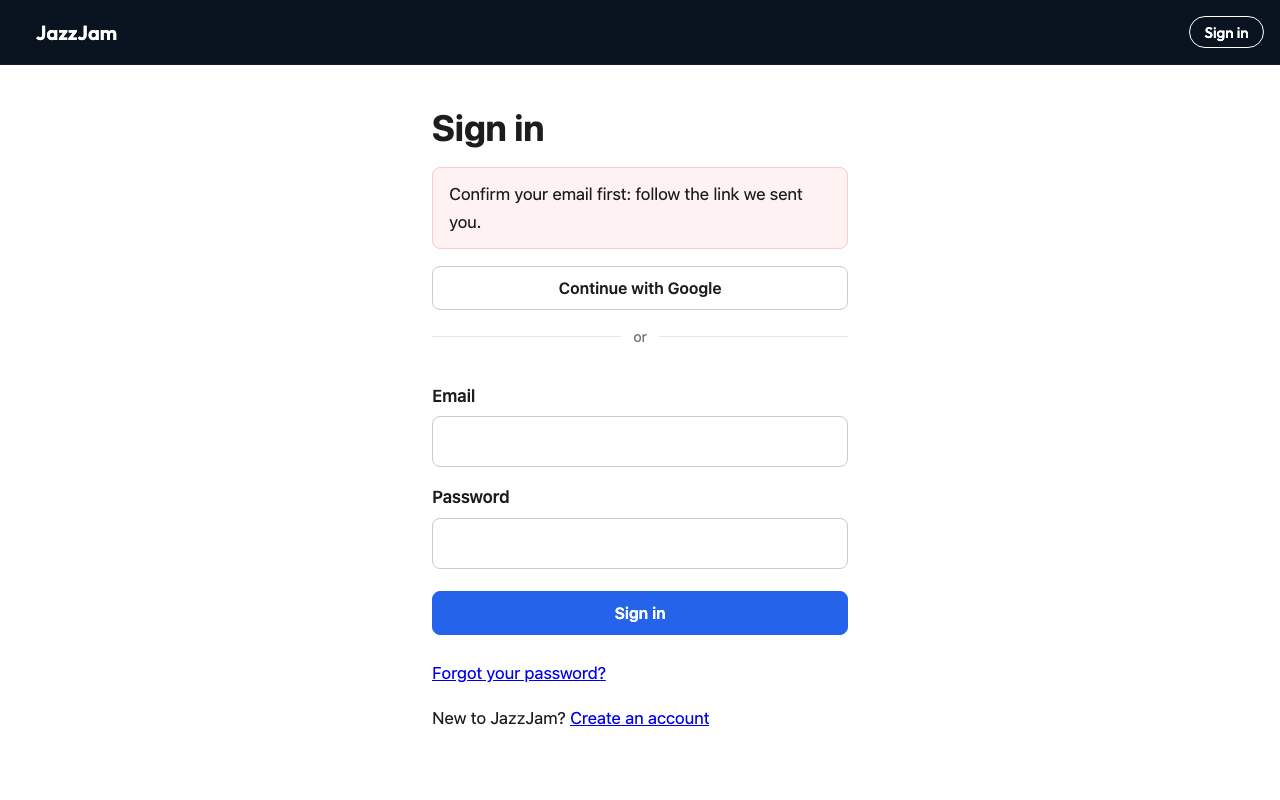 JazzJam
Sign in
Sign in
Confirm your email first: follow the link we sent
you.
Continue with Google
or
Email
Password
Sign in
Forgot your password?
New to JazzJam? Create an account